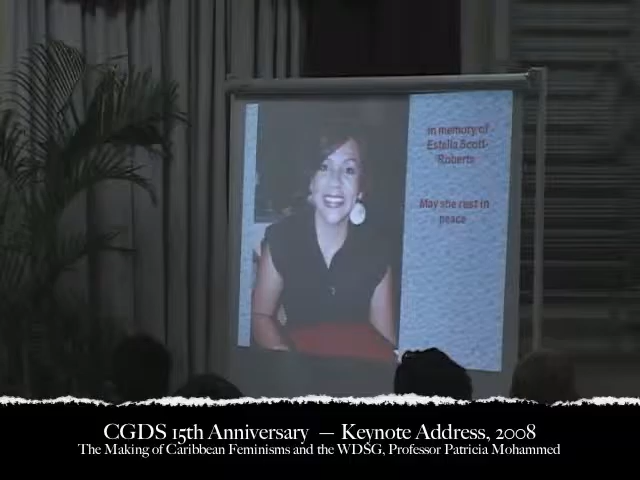 In memory of
Estella Scott-
Roberts
May she rest in
peace
CGDS 15th Anniversary — Keynote Address, 2008
The Making of Caribbean Feminisms and the WDSG, Professor Patricia Mohammed